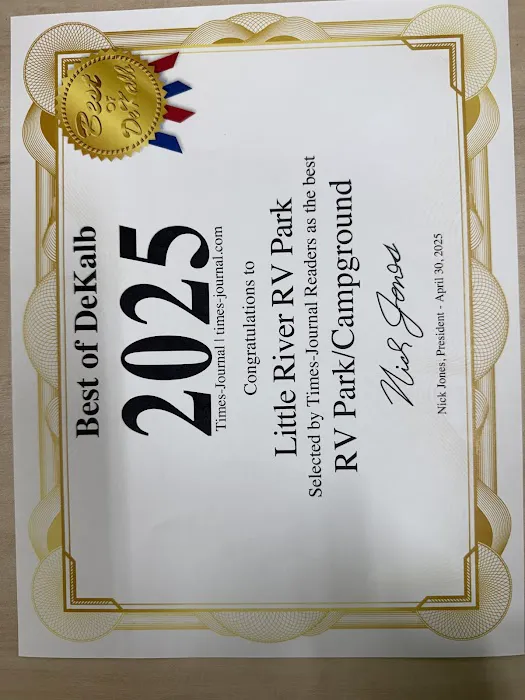 Best
OF
DeKalb
Best of DeKalb
2025
Times-Journal | times-journal.com
Congratulations to
Little River RV Park
Selected by Times-Journal Readers as the best
RV Park/Campground
Nick Jones
Nick Jones, President - April 30, 2025